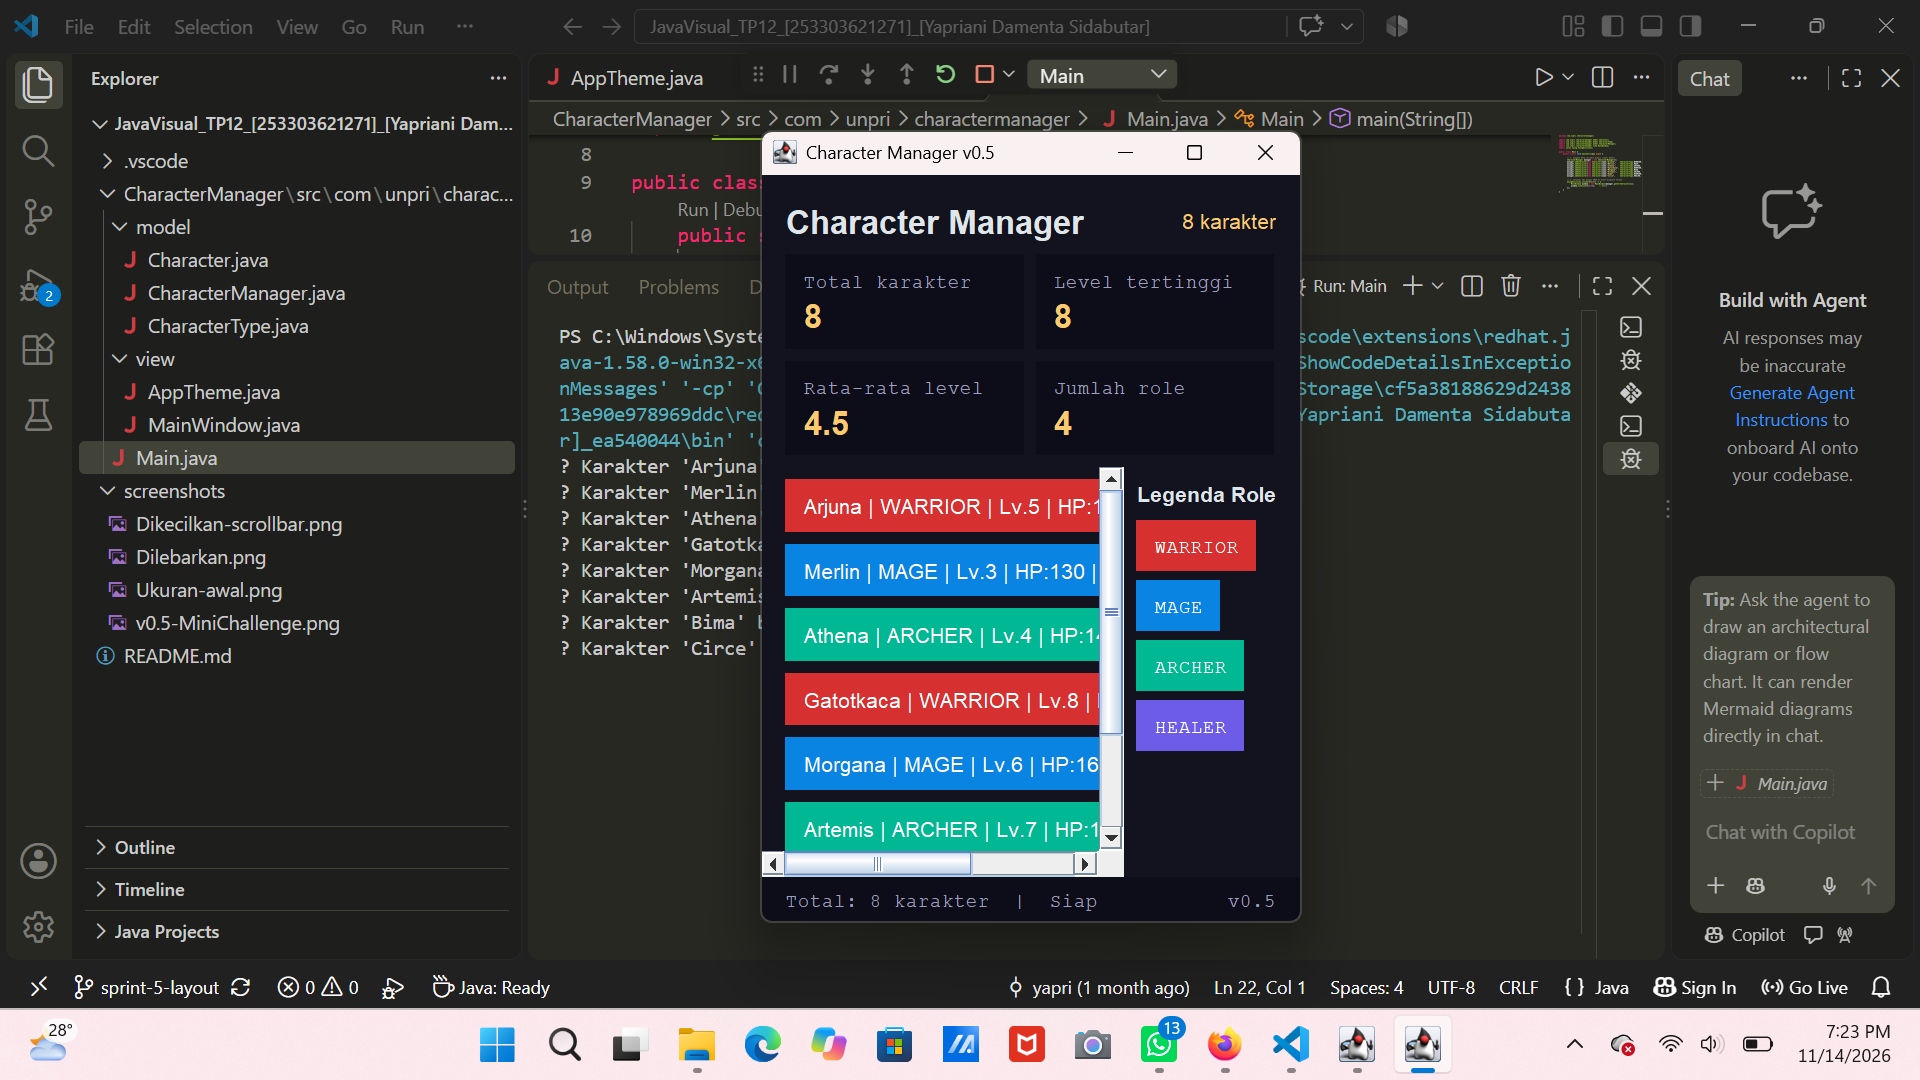 File Edit Selection View Go Run ···
JavaVisual_TP12_[253303621271]_[Yapriani Damenta Sidabutar]
Explorer
JavaVisual_TP12_[253303621271]_[Yapriani Dam...
.vscode
CharacterManager\src\com\unpri\charac...
model
Character.java
CharacterManager.java
CharacterType.java
view
AppTheme.java
MainWindow.java
Main.java
screenshots
Dikecilkan-scrollbar.png
Dilebarkan.png
Ukuran-awal.png
v0.5-MiniChallenge.png
README.md
Outline
Timeline
Java Projects
2
AppTheme.java
Main
CharacterManager > src > com > unpri > charactermanager > Main.java > Main > main(String[])
8
9 public clas
Run | Debu
10 public s
Output Problems D
Run: Main
PS C:\Windows\Syste scode\extensions\redhat.j
ava-1.58.0-win32-x6 ShowCodeDetailsInExceptio
nMessages' '-cp' 'C Storage\cf5a38188629d2438
13e90e978969ddc\red Yapriani Damenta Sidabuta
r]_ea540044\bin' 'c
? Karakter 'Arjuna'
? Karakter 'Merlin'
? Karakter 'Athena'
? Karakter 'Gatotka
? Karakter 'Morgana
? Karakter 'Artemis
? Karakter 'Bima' b
? Karakter 'Circe'
Character Manager v0.5
Character Manager
8 karakter
Total karakter
8
Level tertinggi
8
Rata-rata level
4.5
Jumlah role
4
Arjuna | WARRIOR | Lv.5 | HP:1
Merlin | MAGE | Lv.3 | HP:130 |
Athena | ARCHER | Lv.4 | HP:14
Gatotkaca | WARRIOR | Lv.8 |
Morgana | MAGE | Lv.6 | HP:16
Artemis | ARCHER | Lv.7 | HP:1
Legenda Role
WARRIOR
MAGE
ARCHER
HEALER
Total: 8 karakter | Siap
v0.5
Chat
Build with Agent
AI responses may
be inaccurate
Generate Agent
Instructions to
onboard AI onto
your codebase.
Tip: Ask the agent to
draw an architectural
diagram or flow
chart. It can render
Mermaid diagrams
directly in chat.
Main.java
Chat with Copilot
Copilot
sprint-5-layout
0 0
Java: Ready
yapri (1 month ago)
Ln 22, Col 1
Spaces: 4
UTF-8
CRLF
{ } Java
Sign In
Go Live
28°
13
7:23 PM
11/14/2026